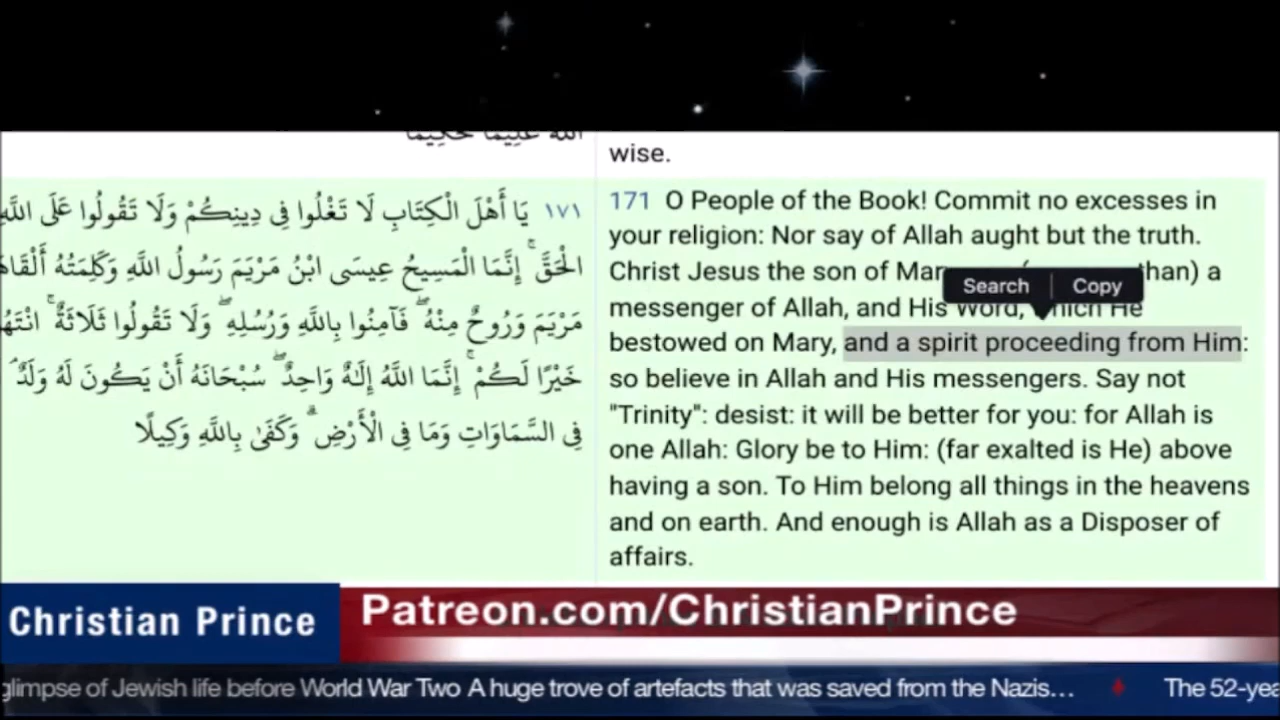 الله عليما حكيما
wise.
١٧١ يَا أَهْلَ الْكِتَابِ لَا تَغْلُوا فِي دِينِكُمْ وَلَا تَقُولُوا عَلَى اللَّهِ
الْحَقَّ ۚ إِنَّمَا الْمَسِيحُ عِيسَى ابْنُ مَرْيَمَ رَسُولُ اللَّهِ وَكَلِمَتُهُ
مَرْيَمَ وَرُوحٌ مِنْهُ ۖ فَآمِنُوا بِاللَّهِ وَرُسُلِهِ ۖ وَلَا تَقُولُوا ثَلَاثَةٌ ۚ
خَيْرًا لَكُمْ ۚ إِنَّمَا اللَّهُ إِلَٰهٌ وَاحِدٌ ۖ سُبْحَانَهُ أَنْ يَكُونَ لَهُ وَلَدٌ
فِي السَّمَاوَاتِ وَمَا فِي الْأَرْضِ ۗ وَكَفَىٰ بِاللَّهِ وَكِيلًا
171 O People of the Book! Commit no excesses in
your religion: Nor say of Allah aught but the truth.
Christ Jesus the son of than) a
Search Copy
messenger of Allah, and His Word, which He
bestowed on Mary, and a spirit proceeding from Him:
so believe in Allah and His messengers. Say not
"Trinity": desist: it will be better for you: for Allah is
one Allah: Glory be to Him: (far exalted is He) above
having a son. To Him belong all things in the heavens
and on earth. And enough is Allah as a Disposer of
affairs.
Christian Prince
Patreon.com/ChristianPrince
glimpse of Jewish life before World War Two A huge trove of artefacts that was saved from the Nazis... The 52-yea